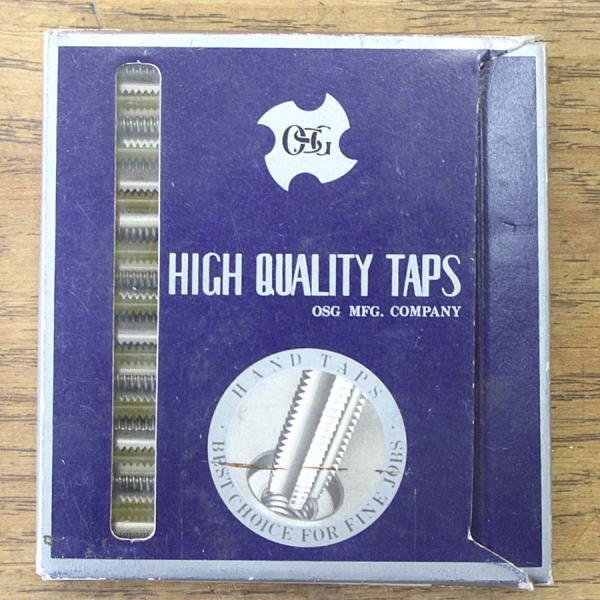 OSG
HIGH QUALITY TAPS
OSG MFG. COMPANY
HAND TAPS
· BEST CHOICE FOR FINE JOBS ·